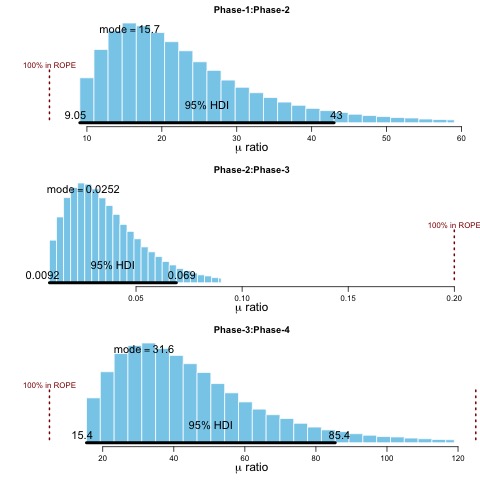 Phase-1:Phase-2
mode = 15.7
100% in ROPE
95% HDI
9.05 43
10 20 30 40 50 60
μ ratio
Phase-2:Phase-3
mode = 0.0252
100% in ROPE
95% HDI
0.0092 0.069
0.05 0.10 0.15 0.20
μ ratio
Phase-3:Phase-4
mode = 31.6
100% in ROPE
95% HDI
15.4 85.4
20 40 60 80 100 120
μ ratio